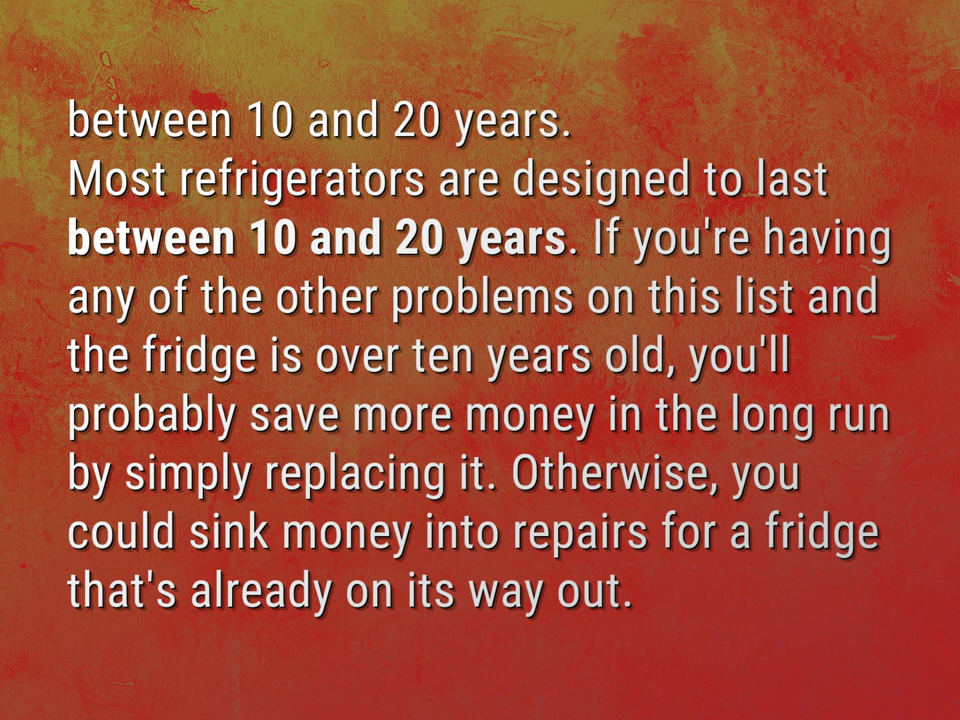 between 10 and 20 years.
Most refrigerators are designed to last
between 10 and 20 years. If you're having
any of the other problems on this list and
the fridge is over ten years old, you'll
probably save more money in the long run
by simply replacing it. Otherwise, you
could sink money into repairs for a fridge
that's already on its way out.